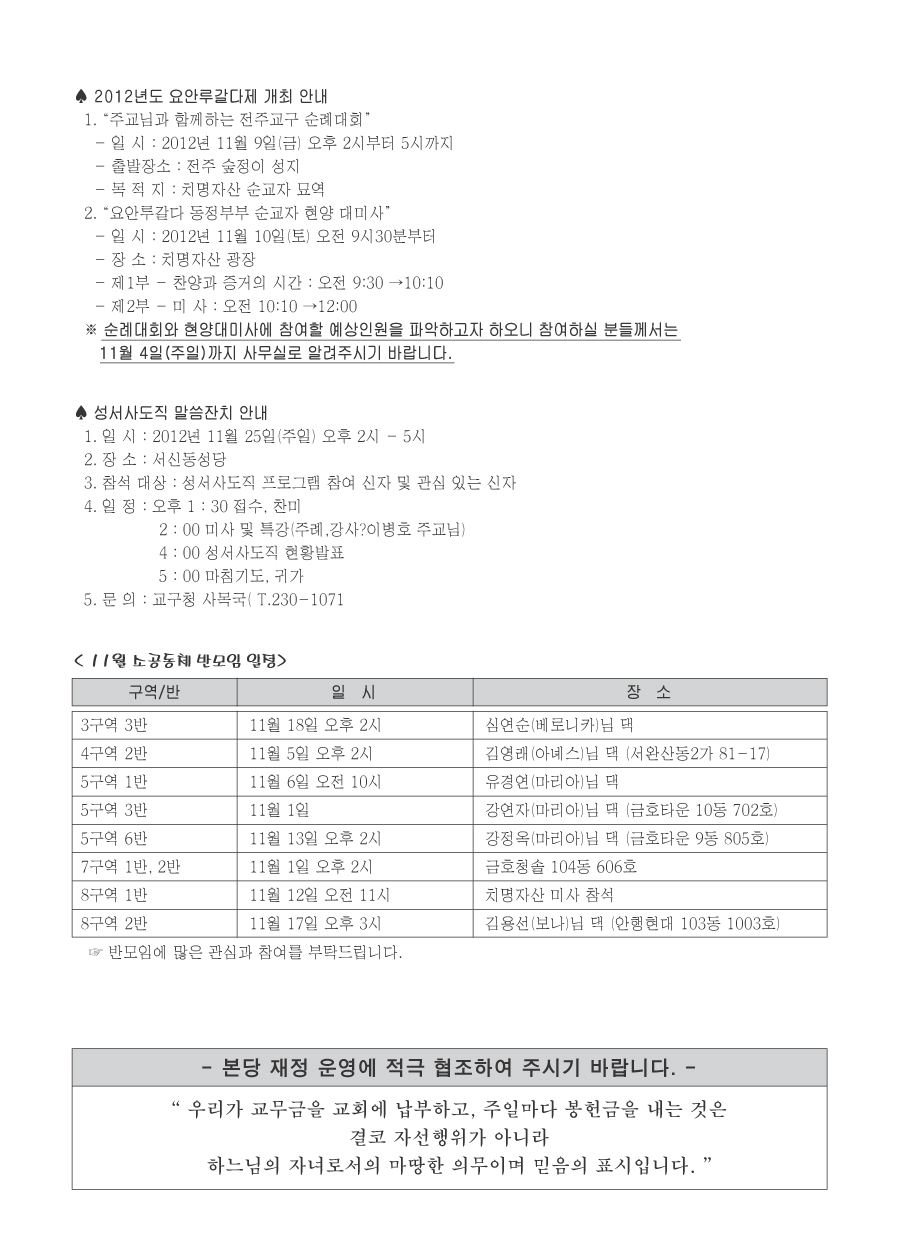 ♠ 2012년도 요안루갈다제 개최 안내
1. “주교님과 함께하는 전주교구 순례대회”
- 일 시 : 2012년 11월 9일(금) 오후 2시부터 5시까지
- 출발장소 : 전주 숲정이 성지
- 목 적 지 : 치명자산 순교자 묘역
2. “요안루갈다 동정부부 순교자 현양 대미사”
- 일 시 : 2012년 11월 10일(토) 오전 9시30분부터
- 장 소 : 치명자산 광장
- 제1부 - 찬양과 증거의 시간 : 오전 9:30 →10:10
- 제2부 - 미 사 : 오전 10:10 →12:00
※ 순례대회와 현양대미사에 참여할 예상인원을 파악하고자 하오니 참여하실 분들께서는
11월 4일(주일)까지 사무실로 알려주시기 바랍니다.
♠ 성서사도직 말씀잔치 안내
1. 일 시 : 2012년 11월 25일(주일) 오후 2시 - 5시
2. 장 소 : 서신동성당
3. 참석 대상 : 성서사도직 프로그램 참여 신자 및 관심 있는 신자
4. 일 정 : 오후 1 : 30 접수, 찬미
2 : 00 미사 및 특강(주례,강사?이병호 주교님)
4 : 00 성서사도직 현황발표
5 : 00 마침기도, 귀가
5. 문 의 : 교구청 사목국( T.230-1071
< 11월 소공동체 반모임 일정>
구역/반 일 시 장 소
3구역 3반 11월 18일 오후 2시 심연순(베로니카)님 댁
4구역 2반 11월 5일 오후 2시 김영래(아녜스)님 댁 (서완산동2가 81-17)
5구역 1반 11월 6일 오전 10시 유경연(마리아)님 댁
5구역 3반 11월 1일 강연자(마리아)님 댁 (금호타운 10동 702호)
5구역 6반 11월 13일 오후 2시 강정옥(마리아)님 댁 (금호타운 9동 805호)
7구역 1반, 2반 11월 1일 오후 2시 금호청솔 104동 606호
8구역 1반 11월 12일 오전 11시 치명자산 미사 참석
8구역 2반 11월 17일 오후 3시 김용선(보나)님 댁 (안행현대 103동 1003호)
☞ 반모임에 많은 관심과 참여를 부탁드립니다.
- 본당 재정 운영에 적극 협조하여 주시기 바랍니다. -
“ 우리가 교무금을 교회에 납부하고, 주일마다 봉헌금을 내는 것은
결코 자선행위가 아니라
하느님의 자녀로서의 마땅한 의무이며 믿음의 표시입니다. ”